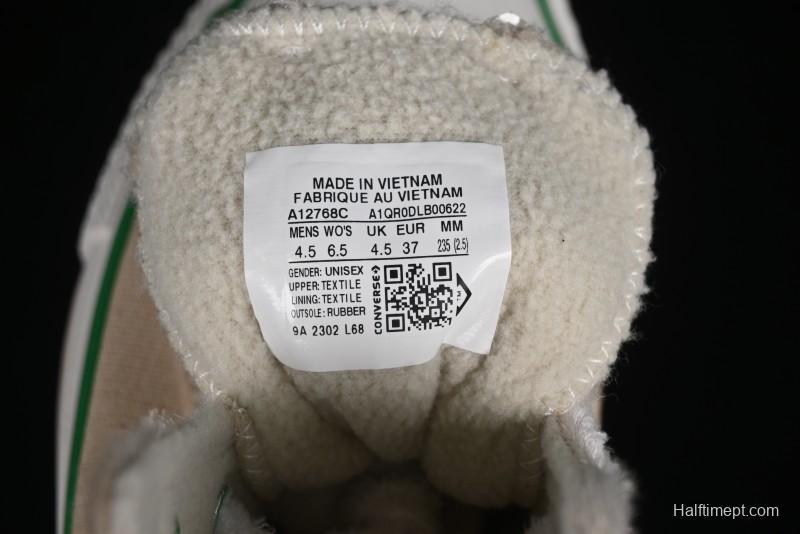 MADE IN VIETNAM
FABRIQUE AU VIETNAM
A12768C A1QR0DLB00622
MENS WO'S UK EUR MM
4.5 6.5 4.5 37 235 (2.5)
GENDER: UNISEX
UPPER: TEXTILE
LINING: TEXTILE
OUTSOLE: RUBBER
9A 2302 L68
CONVERSE
TM
Halftimept.com